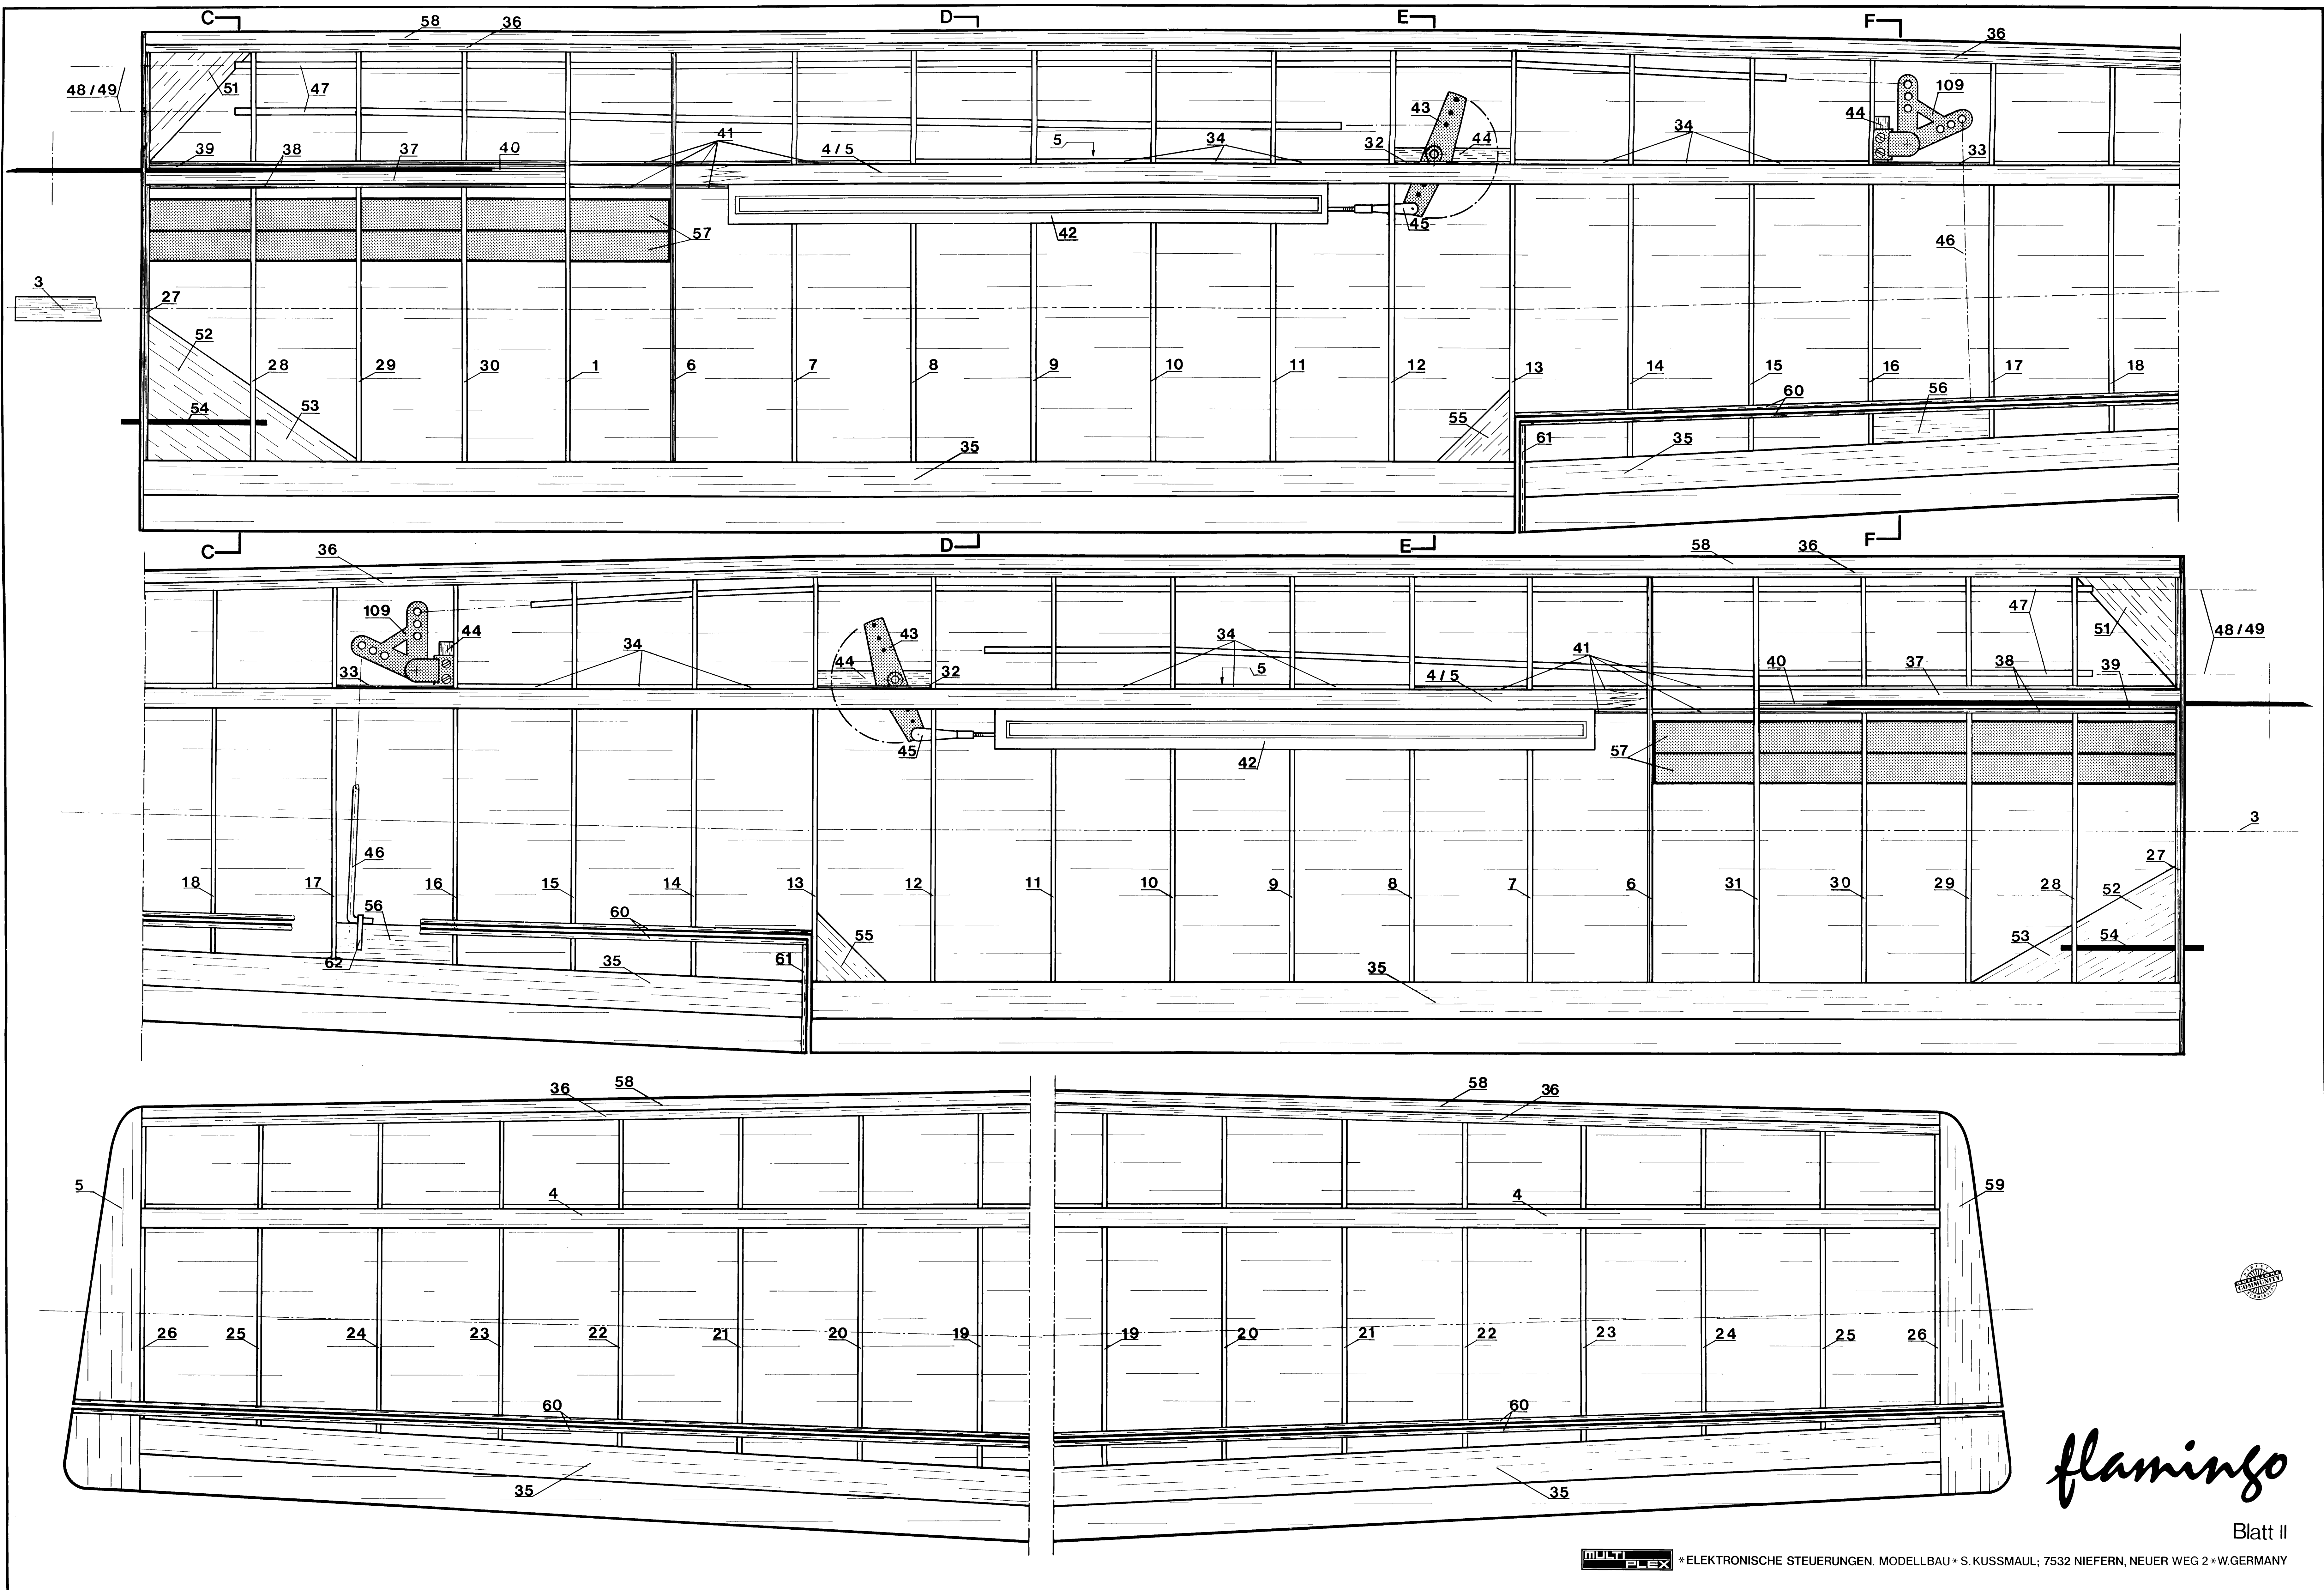 C 58 36 D E F 36
48/49 51 47 43 44 109
39 38 37 40 41 4/5 5 34 32 44 34 33
57 42 45 46
3 27
52 28 29 30 1 6 7 8 9 10 11 12 13 14 15 16 17 18
54 53 55 60 56
35 61 35
C 36 D E 58 36 F
109 44 34 43 34 41 47 51 48/49
33 44 32 5 4/5 40 37 38 39
45 42 57
3
46 27
18 17 16 15 14 13 12 11 10 9 8 7 6 31 30 29 28 52
56 60 55 53 54
62 35 61 35
36 58 58 36
5 4 4 59
COMMUNITY
26 25 24 23 22 21 20 19 19 20 21 22 23 24 25 26
60 60
35 35
flamingo
Blatt II
MULTI PLEX *ELEKTRONISCHE STEUERUNGEN. MODELLBAU* S.KUSSMAUL; 7532 NIEFERN, NEUER WEG 2*W.GERMANY